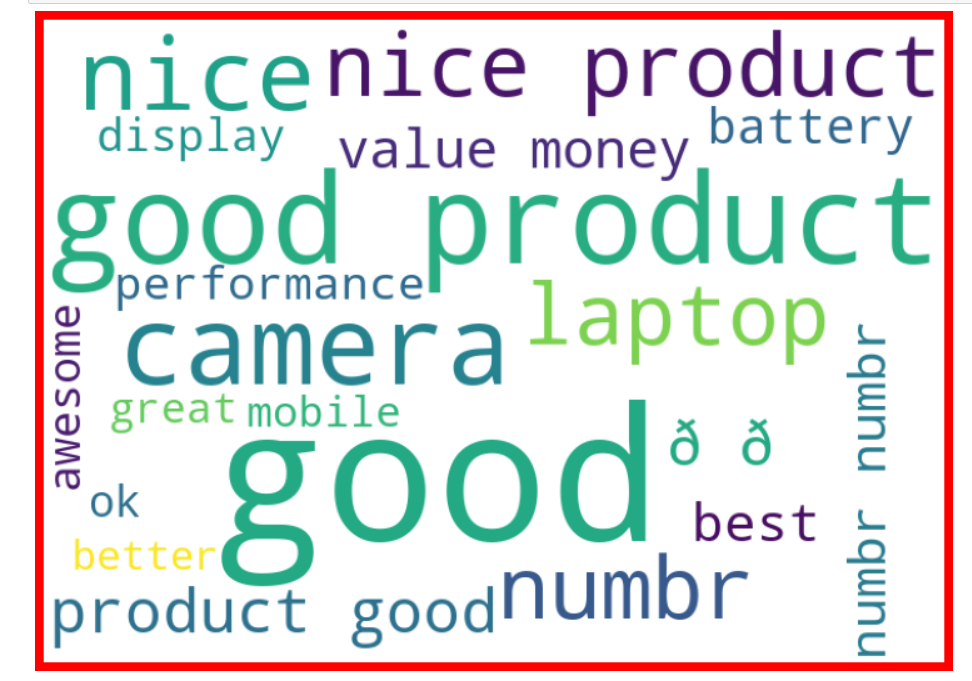 nice nice product
display value money battery
good product
performance
awesome camera laptop
great mobile
good ð ð
numbr numbr
ok best
better
product good numbr